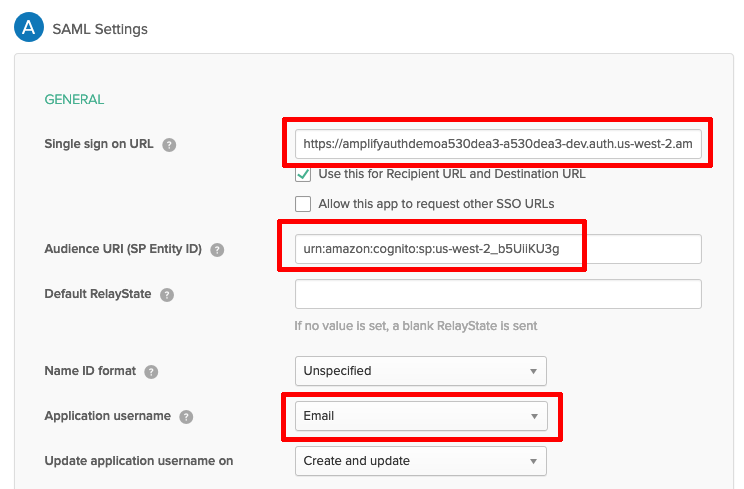 A SAML Settings
GENERAL
Single sign on URL ? https://amplifyauthdemoa530dea3-a530dea3-dev.auth.us-west-2.am
Use this for Recipient URL and Destination URL
Allow this app to request other SSO URLs
Audience URI (SP Entity ID) ? urn:amazon:cognito:sp:us-west-2_b5UliKU3g
Default RelayState ?
If no value is set, a blank RelayState is sent
Name ID format ? Unspecified
Application username ? Email
Update application username on Create and update